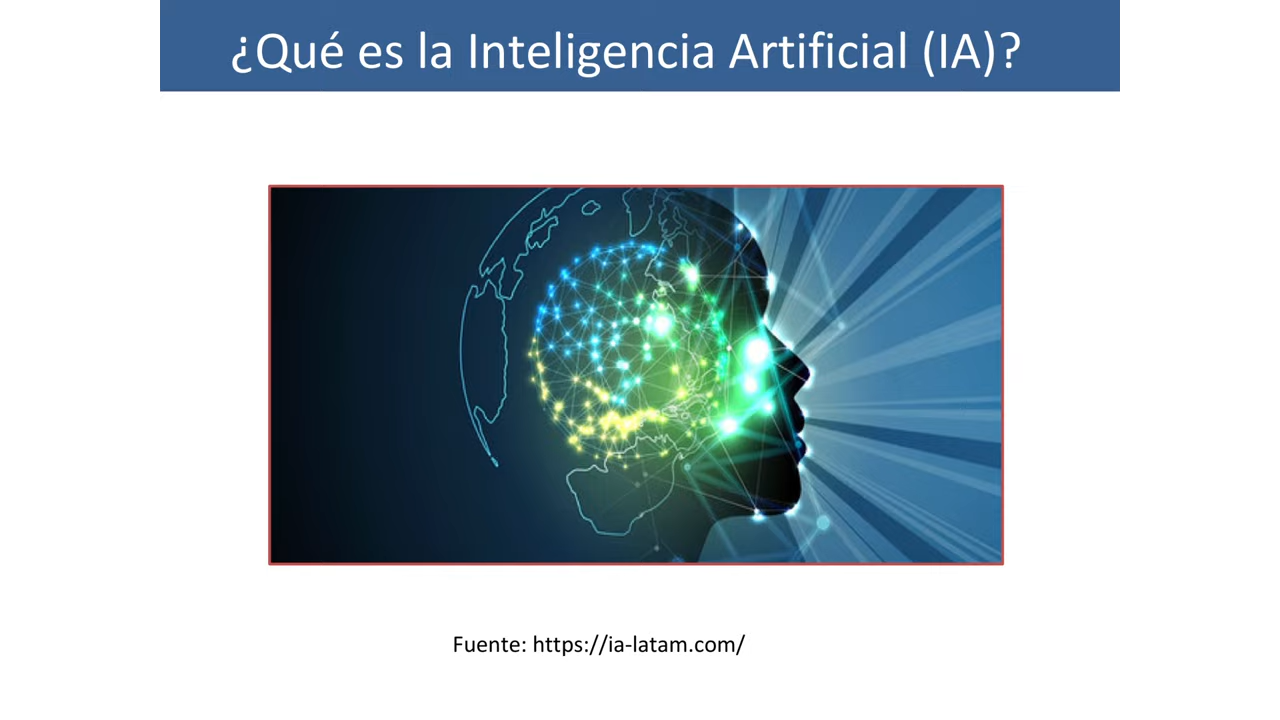 ¿Qué es la Inteligencia Artificial (IA)?
Fuente: https://ia-latam.com/